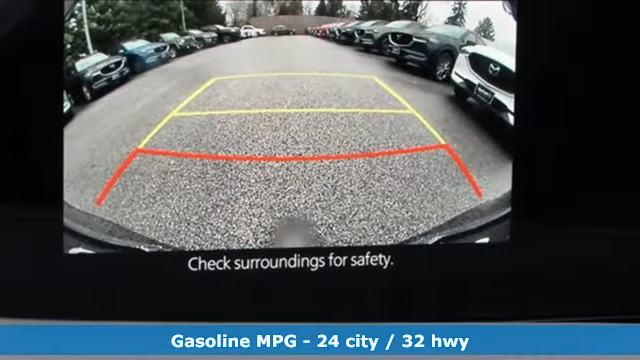 Check surroundings for safety.
Gasoline MPG - 24 city / 32 hwy